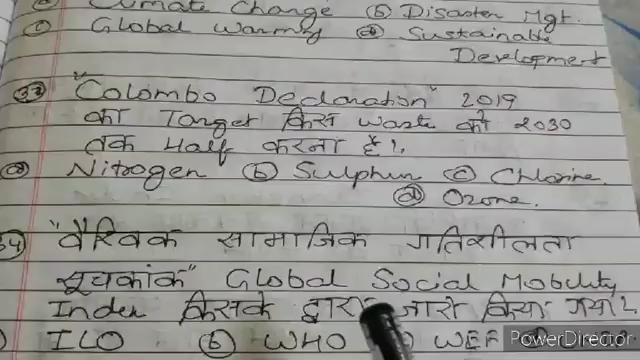 Climate Change ⓑ Disaster Mgt.
ⓒ Global Warming ⓓ Sustainable
Development
33 "Colombo Declaration" 2019
का Target किस Waste को 2030
तक Half करना है?
ⓐ Nitrogen ⓑ Sulphur ⓒ Chlorine.
ⓓ Ozone.
34 "वैश्विक सामाजिक गतिशीलता
सूचकांक" Global Social Mobility
Index किसके द्वारा जारी किया गया?
ILO ⓑ WHO WEF
PowerDirector